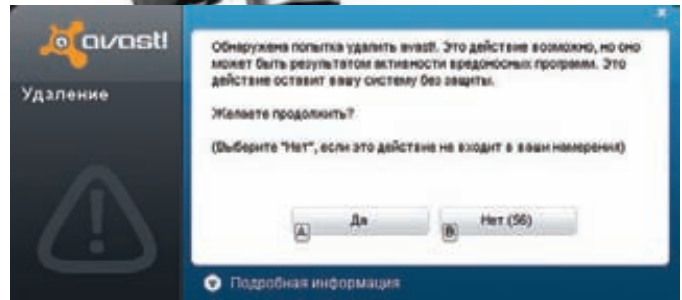 avast!
Удаление
Обнаружена попытка удалить avast!. Это действие возможно, но оно
может быть результатом активности вредоносных программ. Это
действие оставит вашу систему без защиты.
Желаете продолжить?
(Выберите "Нет", если это действие не входит в ваши намерения)
A Да
B Нет (56)
Подробная информация